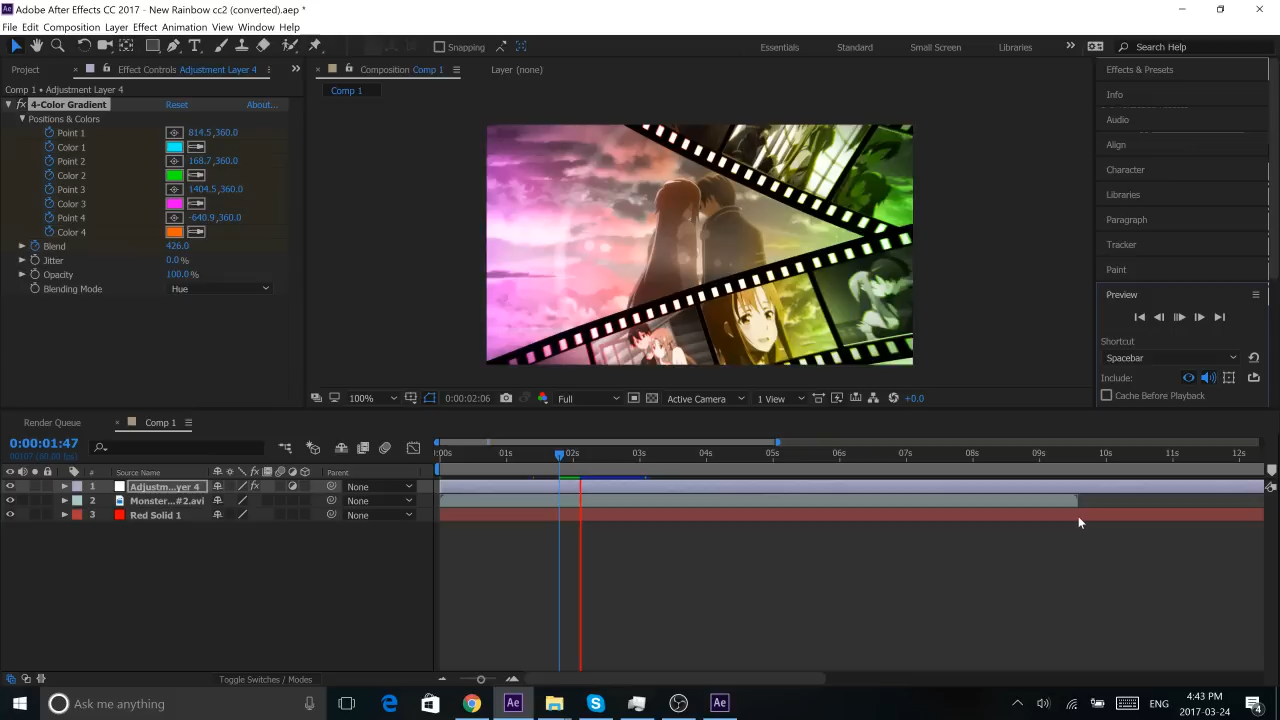 Adobe After Effects CC 2017 - New Rainbow cc2 (converted).aep *
File Edit Composition Layer Effect Animation View Window Help
Snapping
Essentials Standard Small Screen Libraries Search Help
Project Effect Controls Adjustment Layer 4
Composition Comp 1 Layer (none)
Effects & Presets
Comp 1 • Adjustment Layer 4
Comp 1
Info
fx 4-Color Gradient Reset About...
Positions & Colors
Audio
Point 1 814.5,360.0
Color 1
Align
Point 2 168.7,360.0
Character
Color 2
Point 3 1404.5,360.0
Libraries
Color 3
Point 4 -640.9,360.0
Paragraph
Color 4
Blend 426.0
Tracker
Jitter 0.0 %
Paint
Opacity 100.0 %
Blending Mode Hue
Preview
Shortcut
Spacebar
Include:
Cache Before Playback
100% 0:00:02:06 Full Active Camera 1 View +0.0
Render Queue Comp 1
0:00:01:47
00107 (60.00 fps)
:00s 01s 02s 03s 04s 05s 06s 07s 08s 09s 10s 11s 12s
# Source Name fx Parent
1 Adjustm...yer 4 fx None
2 Monster...#2.avi None
3 Red Solid 1 None
Toggle Switches / Modes
Ask me anything
Ae
Ae
ENG
4:43 PM
2017-03-24
4